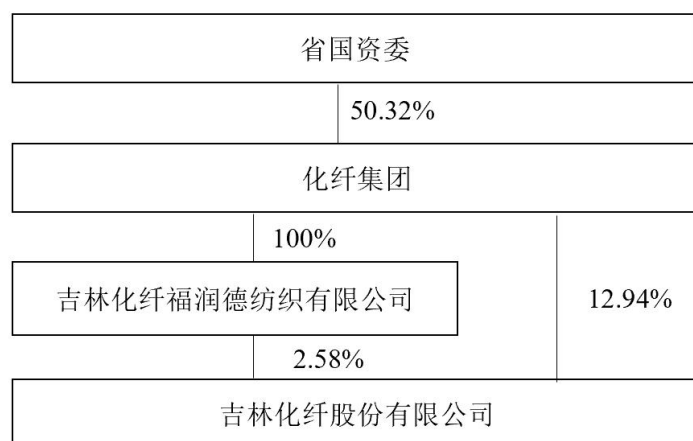 省国资委
50.32%
化纤集团
100%
吉林化纤福润德纺织有限公司
12.94%
2.58%
吉林化纤股份有限公司